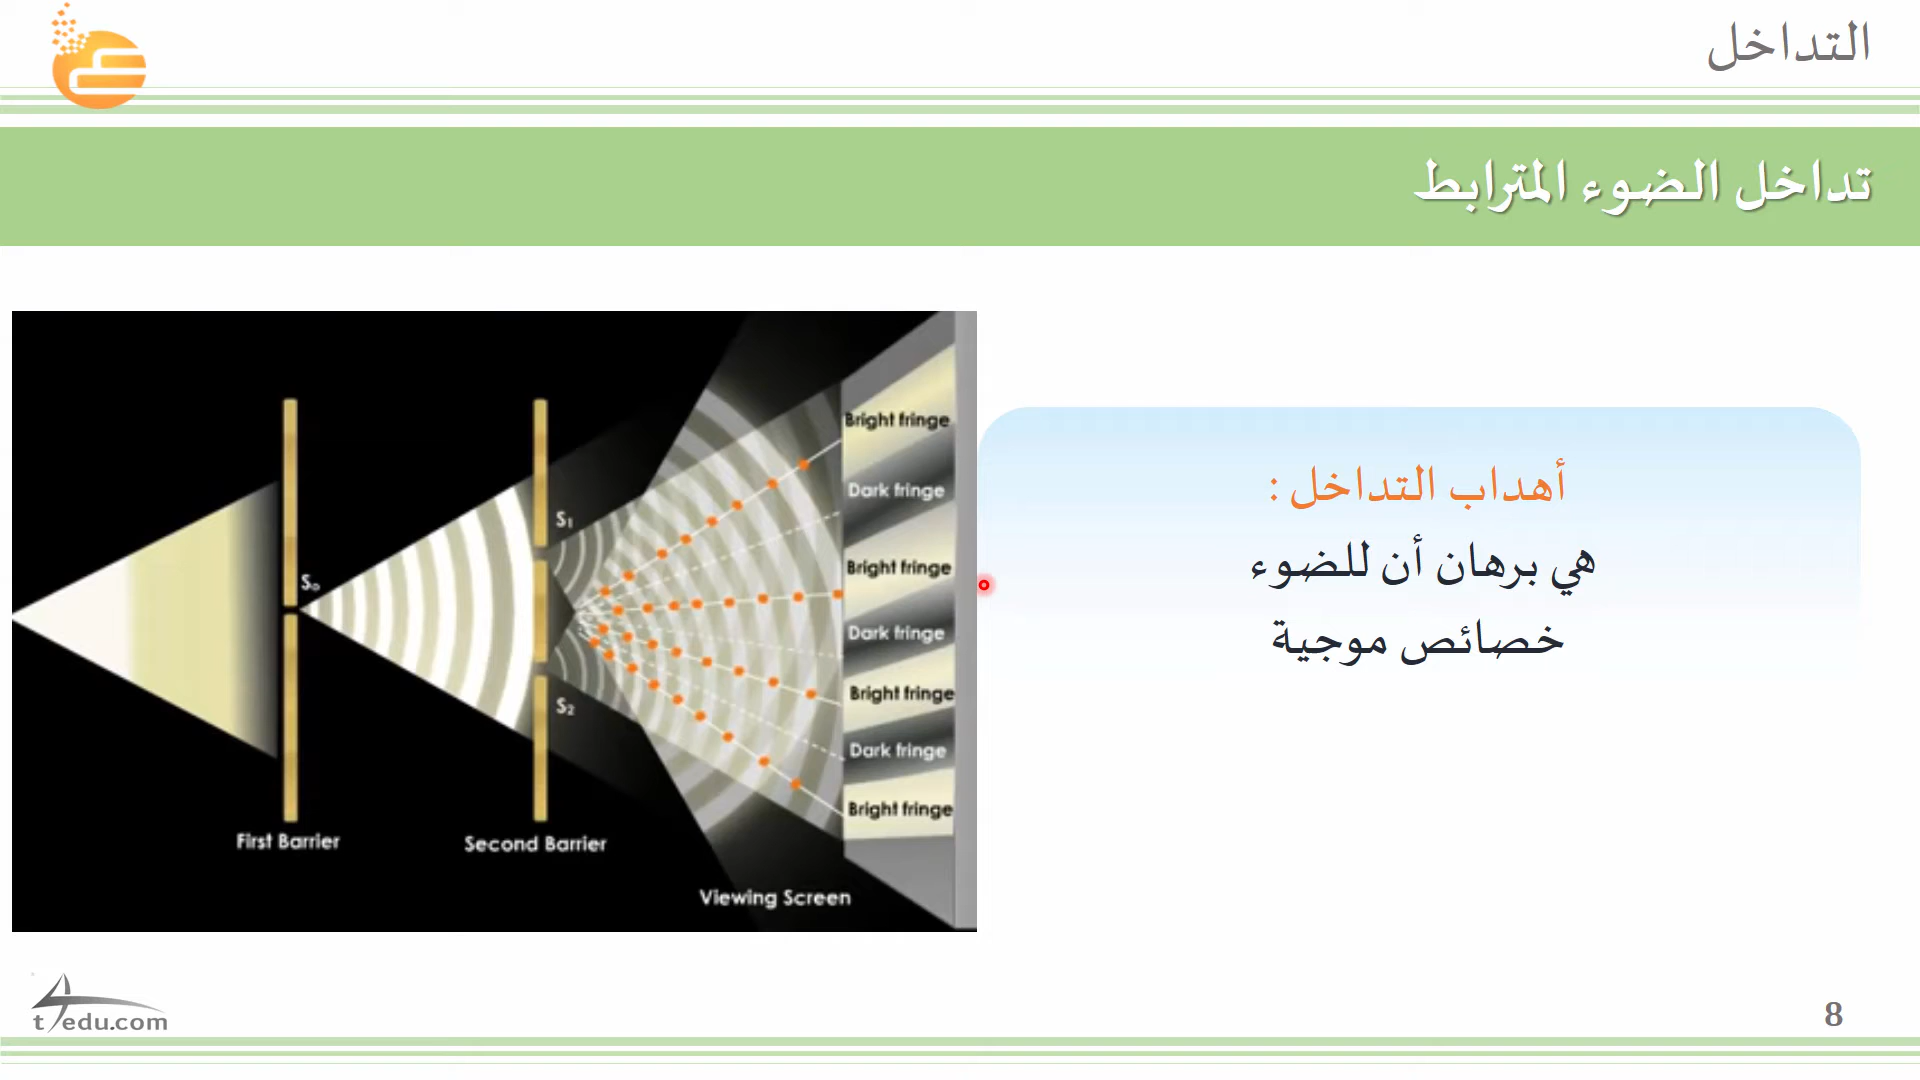 التداخل
تداخل الضوء المترابط
أهداب التداخل :
هي برهان أن للضوء
خصائص موجية
S₀
S₁
S₂
First Barrier
Second Barrier
Viewing Screen
Bright fringe
Dark fringe
Bright fringe
Dark fringe
Bright fringe
Dark fringe
Bright fringe
t4edu.com
8